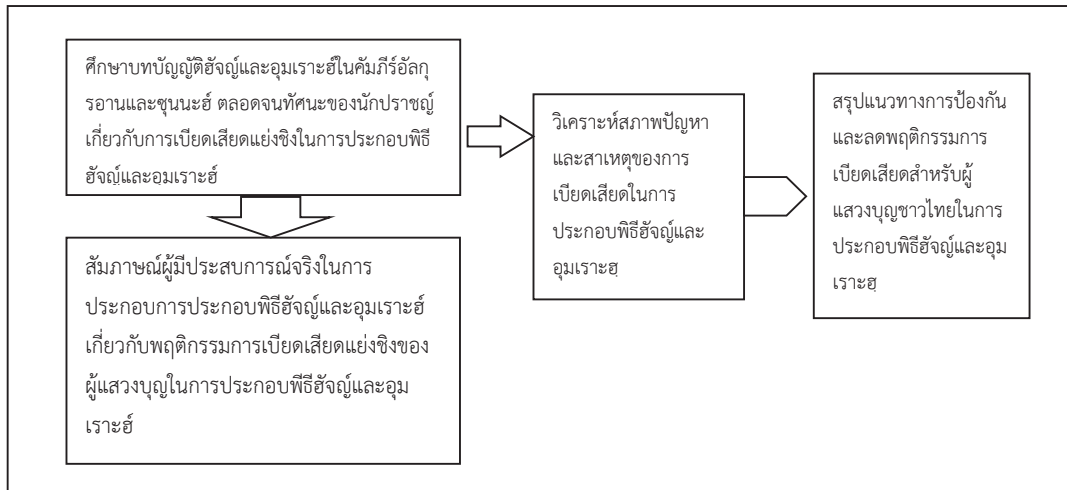 ศึกษาบทบัญญัติฮัจญ์และอุมเราะฮ์ในคัมภีร์อัลกุ
รอานและซุนนะฮ์ ตลอดจนทัศนะของนักปราชญ์
เกี่ยวกับการเบียดเสียดแย่งชิงในการประกอบพิธี
ฮัจญ์และอุมเราะฮ์
สัมภาษณ์ผู้มีประสบการณ์จริงในการ
ประกอบการประกอบพิธีฮัจญ์และอุมเราะฮ์
เกี่ยวกับพฤติกรรมการเบียดเสียดแย่งชิงของ
ผู้แสวงบุญในการประกอบพีธีฮัจญ์และอุม
เราะฮ์
วิเคราะห์สภาพปัญหา
และสาเหตุของการ
เบียดเสียดในการ
ประกอบพิธีฮัจญ์และ
อุมเราะฮฺ
สรุปแนวทางการป้องกัน
และลดพฤติกรรมการ
เบียดเสียดสำหรับผู้
แสวงบุญชาวไทยในการ
ประกอบพิธีฮัจญ์และอุม
เราะฮฺ